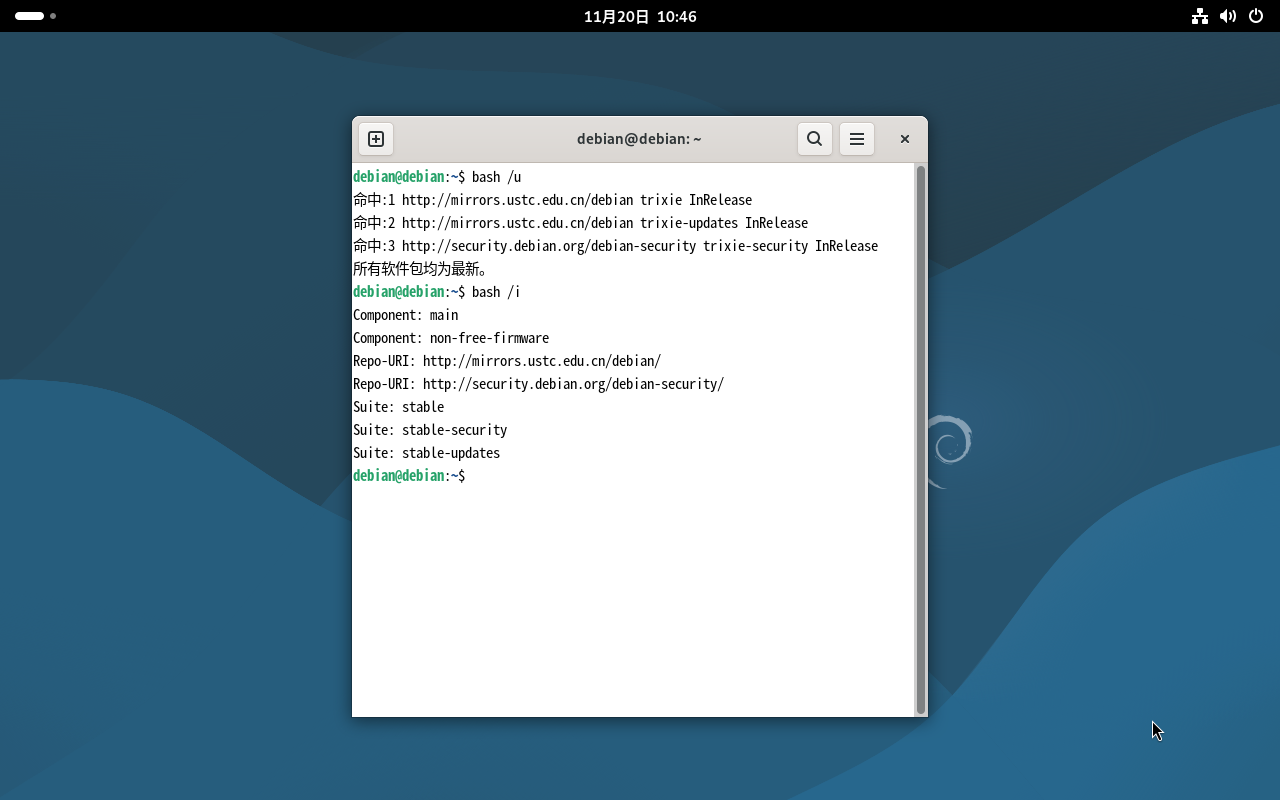 11月20日 10:46
debian@debian: ~
debian@debian:~$ bash /u
命中:1 http://mirrors.ustc.edu.cn/debian trixie InRelease
命中:2 http://mirrors.ustc.edu.cn/debian trixie-updates InRelease
命中:3 http://security.debian.org/debian-security trixie-security InRelease
所有软件包均为最新。
debian@debian:~$ bash /i
Component: main
Component: non-free-firmware
Repo-URI: http://mirrors.ustc.edu.cn/debian/
Repo-URI: http://security.debian.org/debian-security/
Suite: stable
Suite: stable-security
Suite: stable-updates
debian@debian:~$